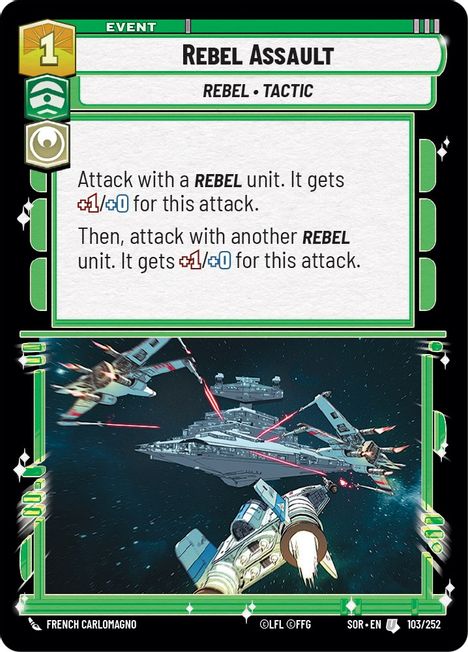 EVENT
1
REBEL ASSAULT
REBEL • TACTIC
Attack with a REBEL unit. It gets
+1/+0 for this attack.
Then, attack with another REBEL
unit. It gets +1/+0 for this attack.
FRENCH CARLOMAGNO
©LFL ©FFG
SOR • EN
U
103/252